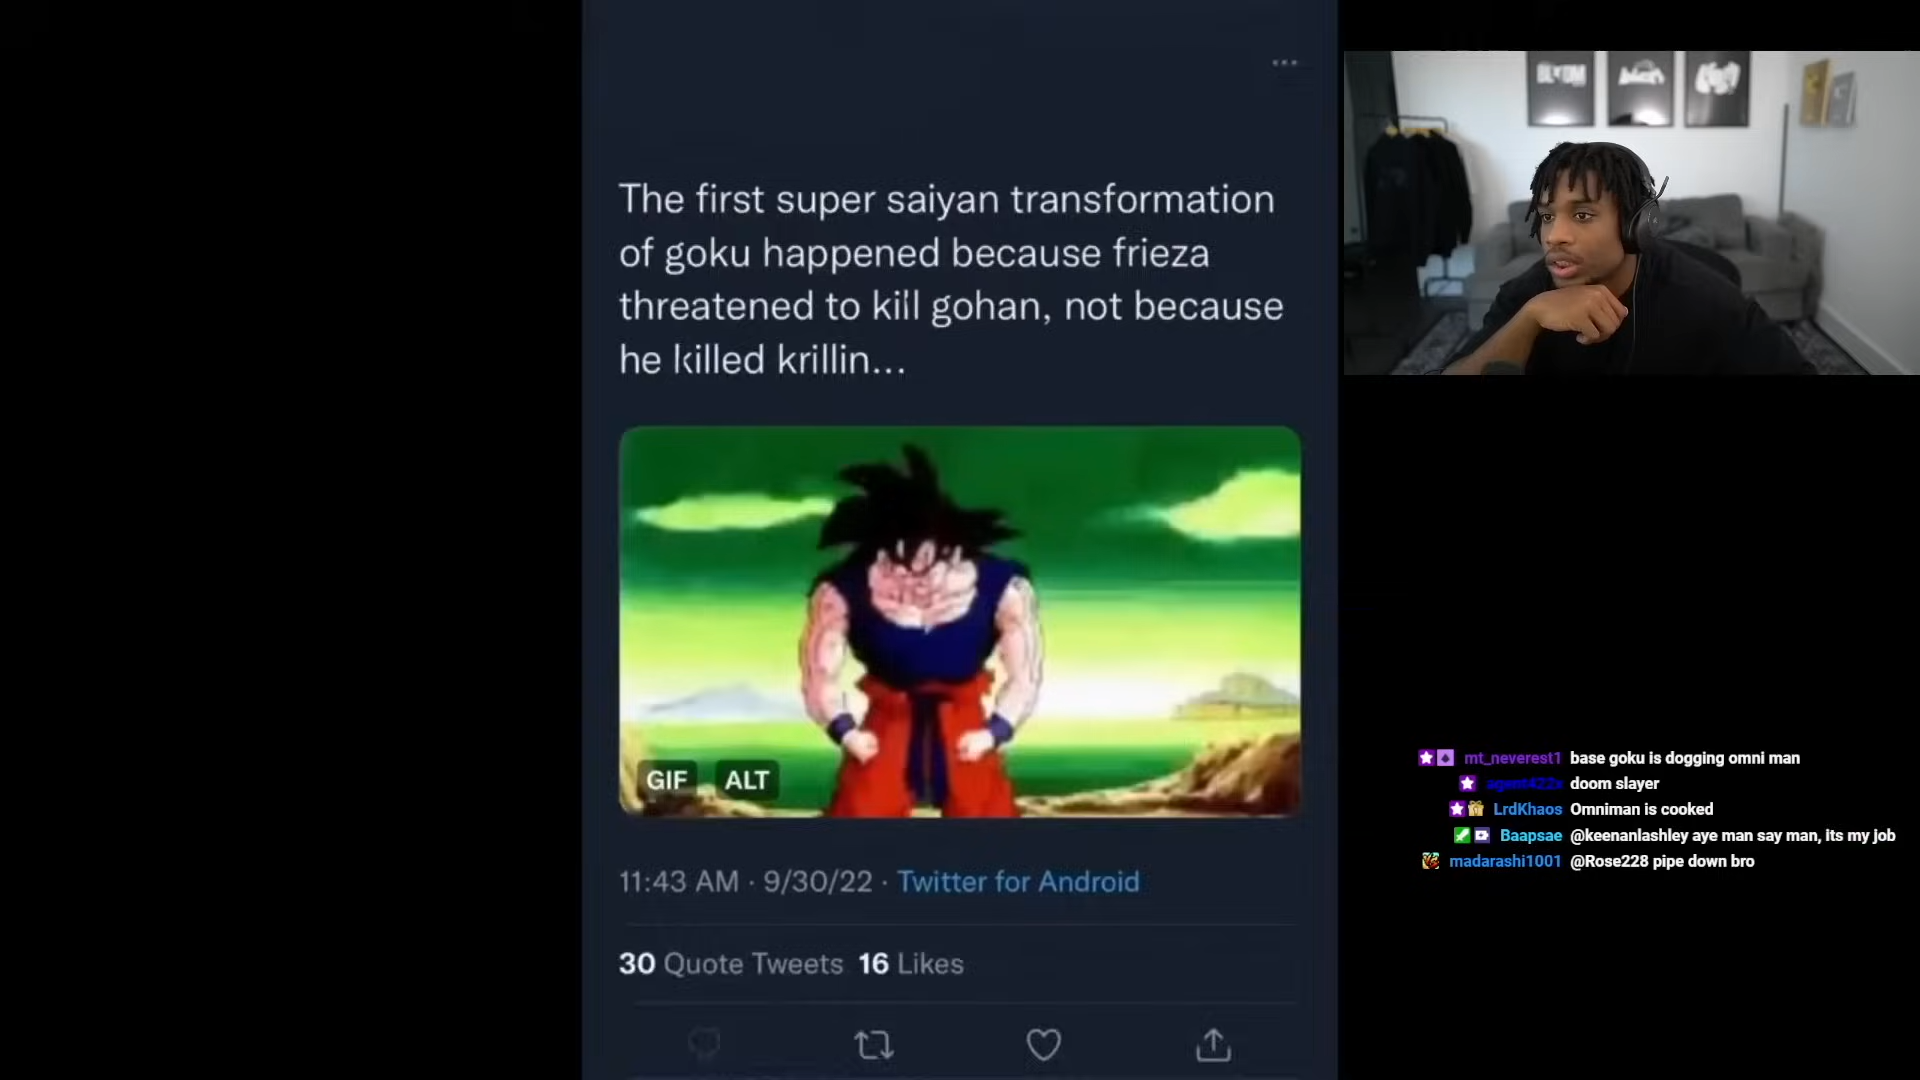 The first super saiyan transformation
of goku happened because frieza
threatened to kill gohan, not because
he killed krillin...
GIF ALT
11:43 AM · 9/30/22 · Twitter for Android
30 Quote Tweets 16 Likes
mt_neverest1 base goku is dogging omni man
doom slayer
LrdKhaos Omniman is cooked
Baapsae @keenanlashley aye man say man, its my job
madarashi1001 @Rose228 pipe down bro